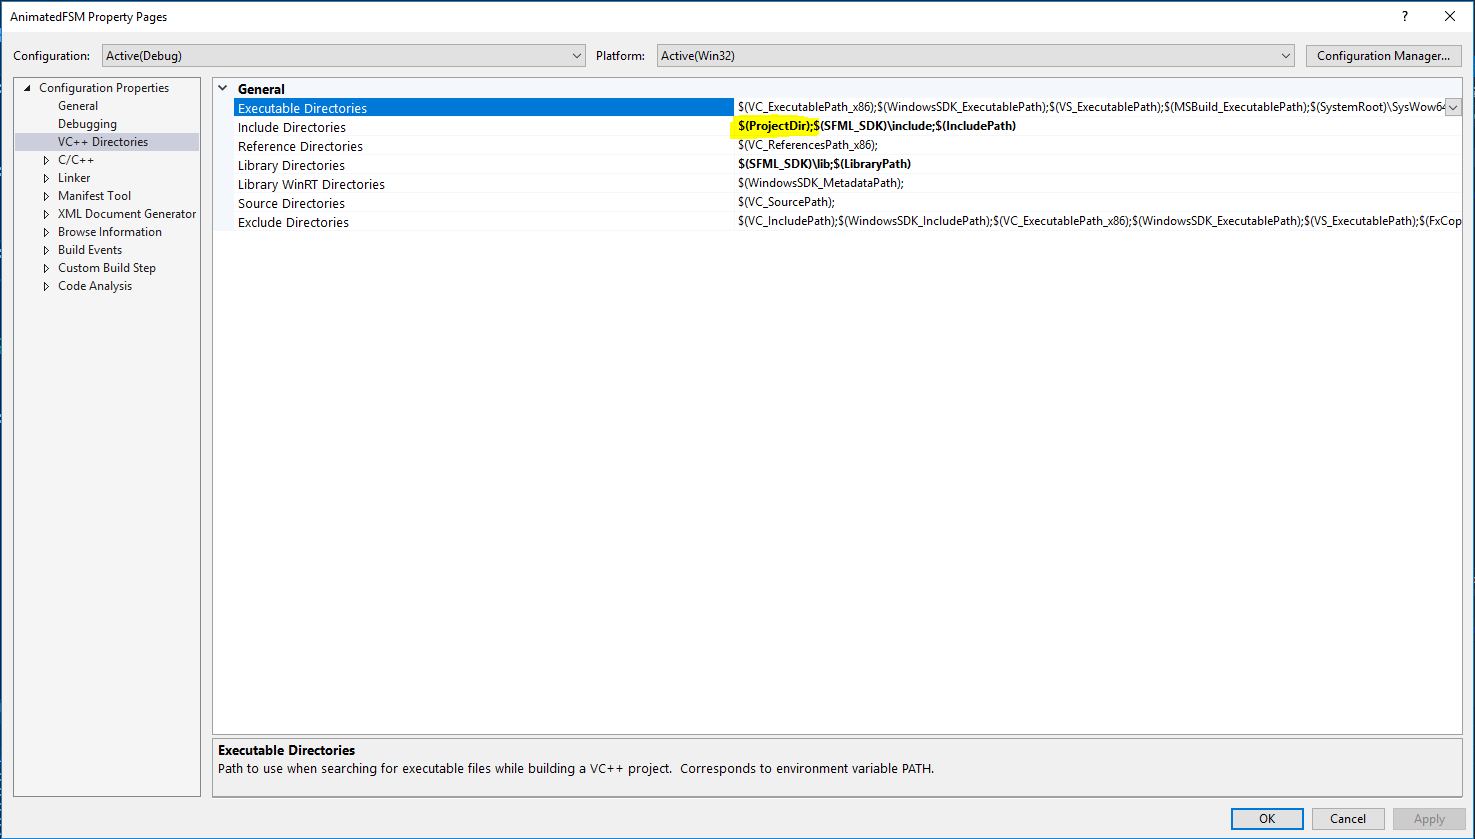 AnimatedFSM Property Pages
?
Configuration: Active(Debug) Platform: Active(Win32) Configuration Manager...
Configuration Properties
General
Debugging
VC++ Directories
C/C++
Linker
Manifest Tool
XML Document Generator
Browse Information
Build Events
Custom Build Step
Code Analysis
General
Executable Directories $(VC_ExecutablePath_x86);$(WindowsSDK_ExecutablePath);$(VS_ExecutablePath);$(MSBuild_ExecutablePath);$(SystemRoot)\SysWow64
Include Directories $(ProjectDir);$(SFML_SDK)\include;$(IncludePath)
Reference Directories $(VC_ReferencesPath_x86);
Library Directories $(SFML_SDK)\lib;$(LibraryPath)
Library WinRT Directories $(WindowsSDK_MetadataPath);
Source Directories $(VC_SourcePath);
Exclude Directories $(VC_IncludePath);$(WindowsSDK_IncludePath);$(VC_ExecutablePath_x86);$(WindowsSDK_ExecutablePath);$(VS_ExecutablePath);$(FxCop
Executable Directories
Path to use when searching for executable files while building a VC++ project. Corresponds to environment variable PATH.
OK Cancel Apply